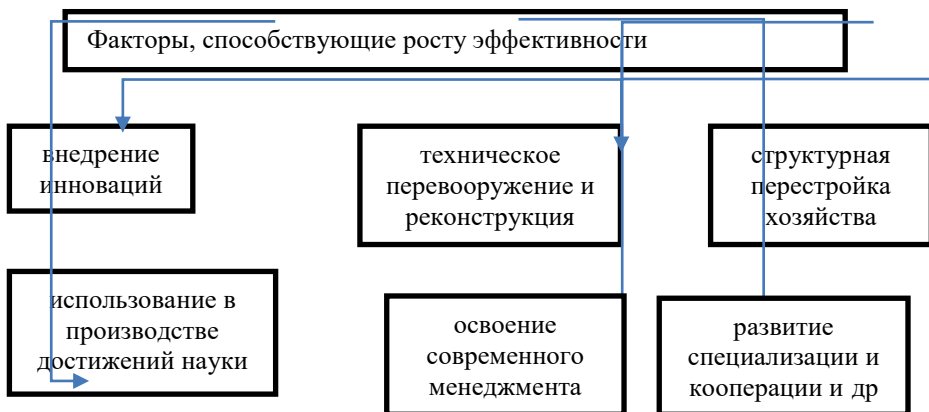 Факторы, способствующие росту эффективности
внедрение
инноваций
техническое
перевооружение и
реконструкция
структурная
перестройка
хозяйства
использование в
производстве
достижений науки
освоение
современного
менеджмента
развитие
специализации и
кооперации и др